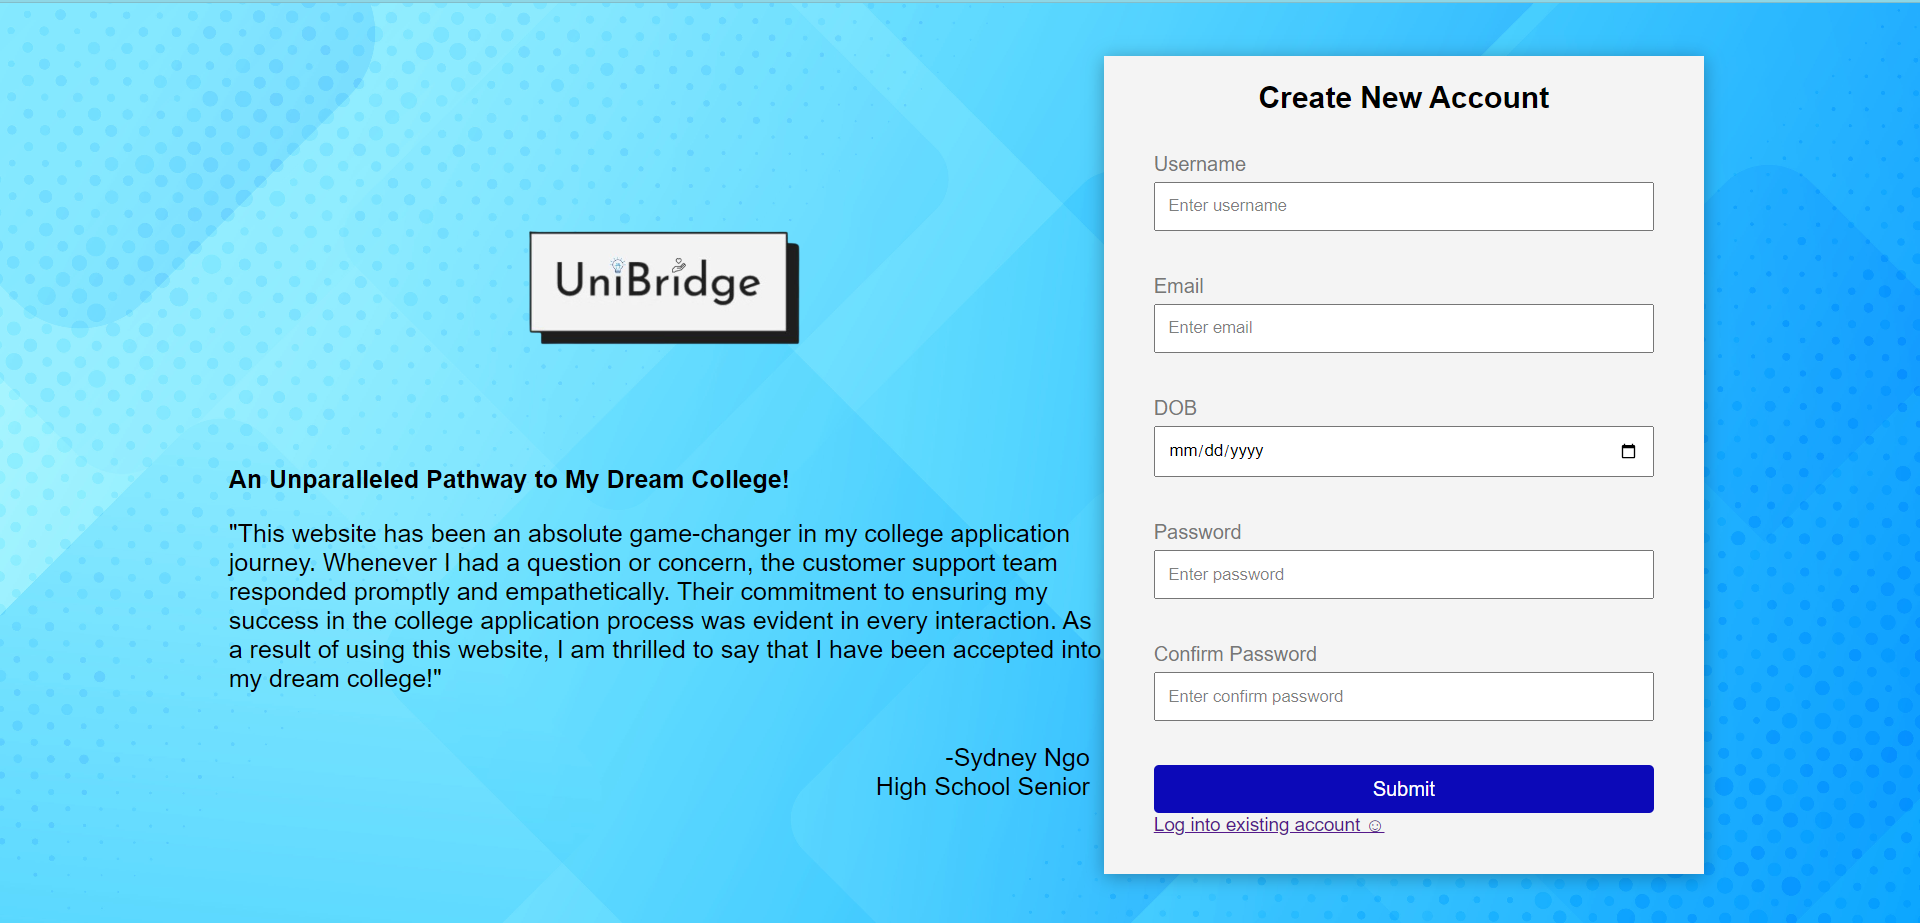 UniBridge
An Unparalleled Pathway to My Dream College!
"This website has been an absolute game-changer in my college application
journey. Whenever I had a question or concern, the customer support team
responded promptly and empathetically. Their commitment to ensuring my
success in the college application process was evident in every interaction. As
a result of using this website, I am thrilled to say that I have been accepted into
my dream college!"
-Sydney Ngo
High School Senior
Create New Account
Username
Enter username
Email
Enter email
DOB
mm/dd/yyyy
Password
Enter password
Confirm Password
Enter confirm password
Submit
Log into existing account ☺